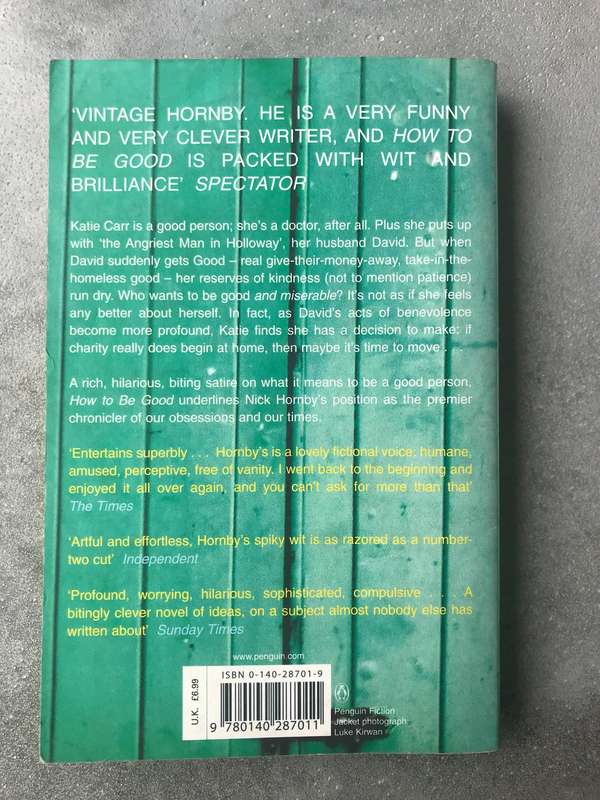 ‘VINTAGE HORNBY. HE IS A VERY FUNNY
AND VERY CLEVER WRITER, AND HOW TO
BE GOOD IS PACKED WITH WIT AND
BRILLIANCE’ SPECTATOR
Katie Carr is a good person; she’s a doctor, after all. Plus she puts up
with ‘the Angriest Man in Holloway’, her husband David. But when
David suddenly gets Good – real give-their-money-away, take-in-the-
homeless good – her reserves of kindness (not to mention patience)
run dry. Who wants to be good and miserable? It’s not as if she feels
any better about herself. In fact, as David’s acts of benevolence
become more profound, Katie finds she has a decision to make: if
charity really does begin at home, then maybe it’s time to move . . .
A rich, hilarious, biting satire on what it means to be a good person,
How to Be Good underlines Nick Hornby’s position as the premier
chronicler of our obsessions and our times.
‘Entertains superbly . . . Hornby’s is a lovely fictional voice; humane,
amused, perceptive, free of vanity. I went back to the beginning and
enjoyed it all over again, and you can’t ask for more than that’
The Times
‘Artful and effortless, Hornby’s spiky wit is as razored as a number-
two cut’ Independent
‘Profound, worrying, hilarious, sophisticated, compulsive . . . A
bitingly clever novel of ideas, on a subject almost nobody else has
written about’ Sunday Times
www.penguin.com
ISBN 0-140-28701-9
U.K. £6.99
9 780140 287011
Penguin Fiction
Jacket photograph
Luke Kirwan